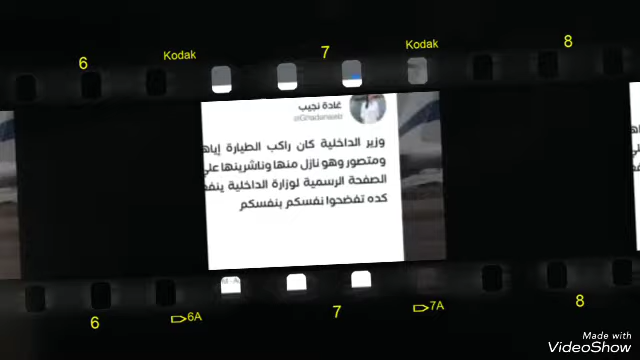 6
Kodak
7
Kodak
8
غادة نجيب
وزير الداخلية كان راكب الطيارة إياها
ومتصور وهو نازل منها وناشرينها على
الصفحة الرسمية لوزارة الداخلية ينفع
كده تفضحوا نفسكم بنفسكم
6
6A
7
7A
8
Made with
VideoShow